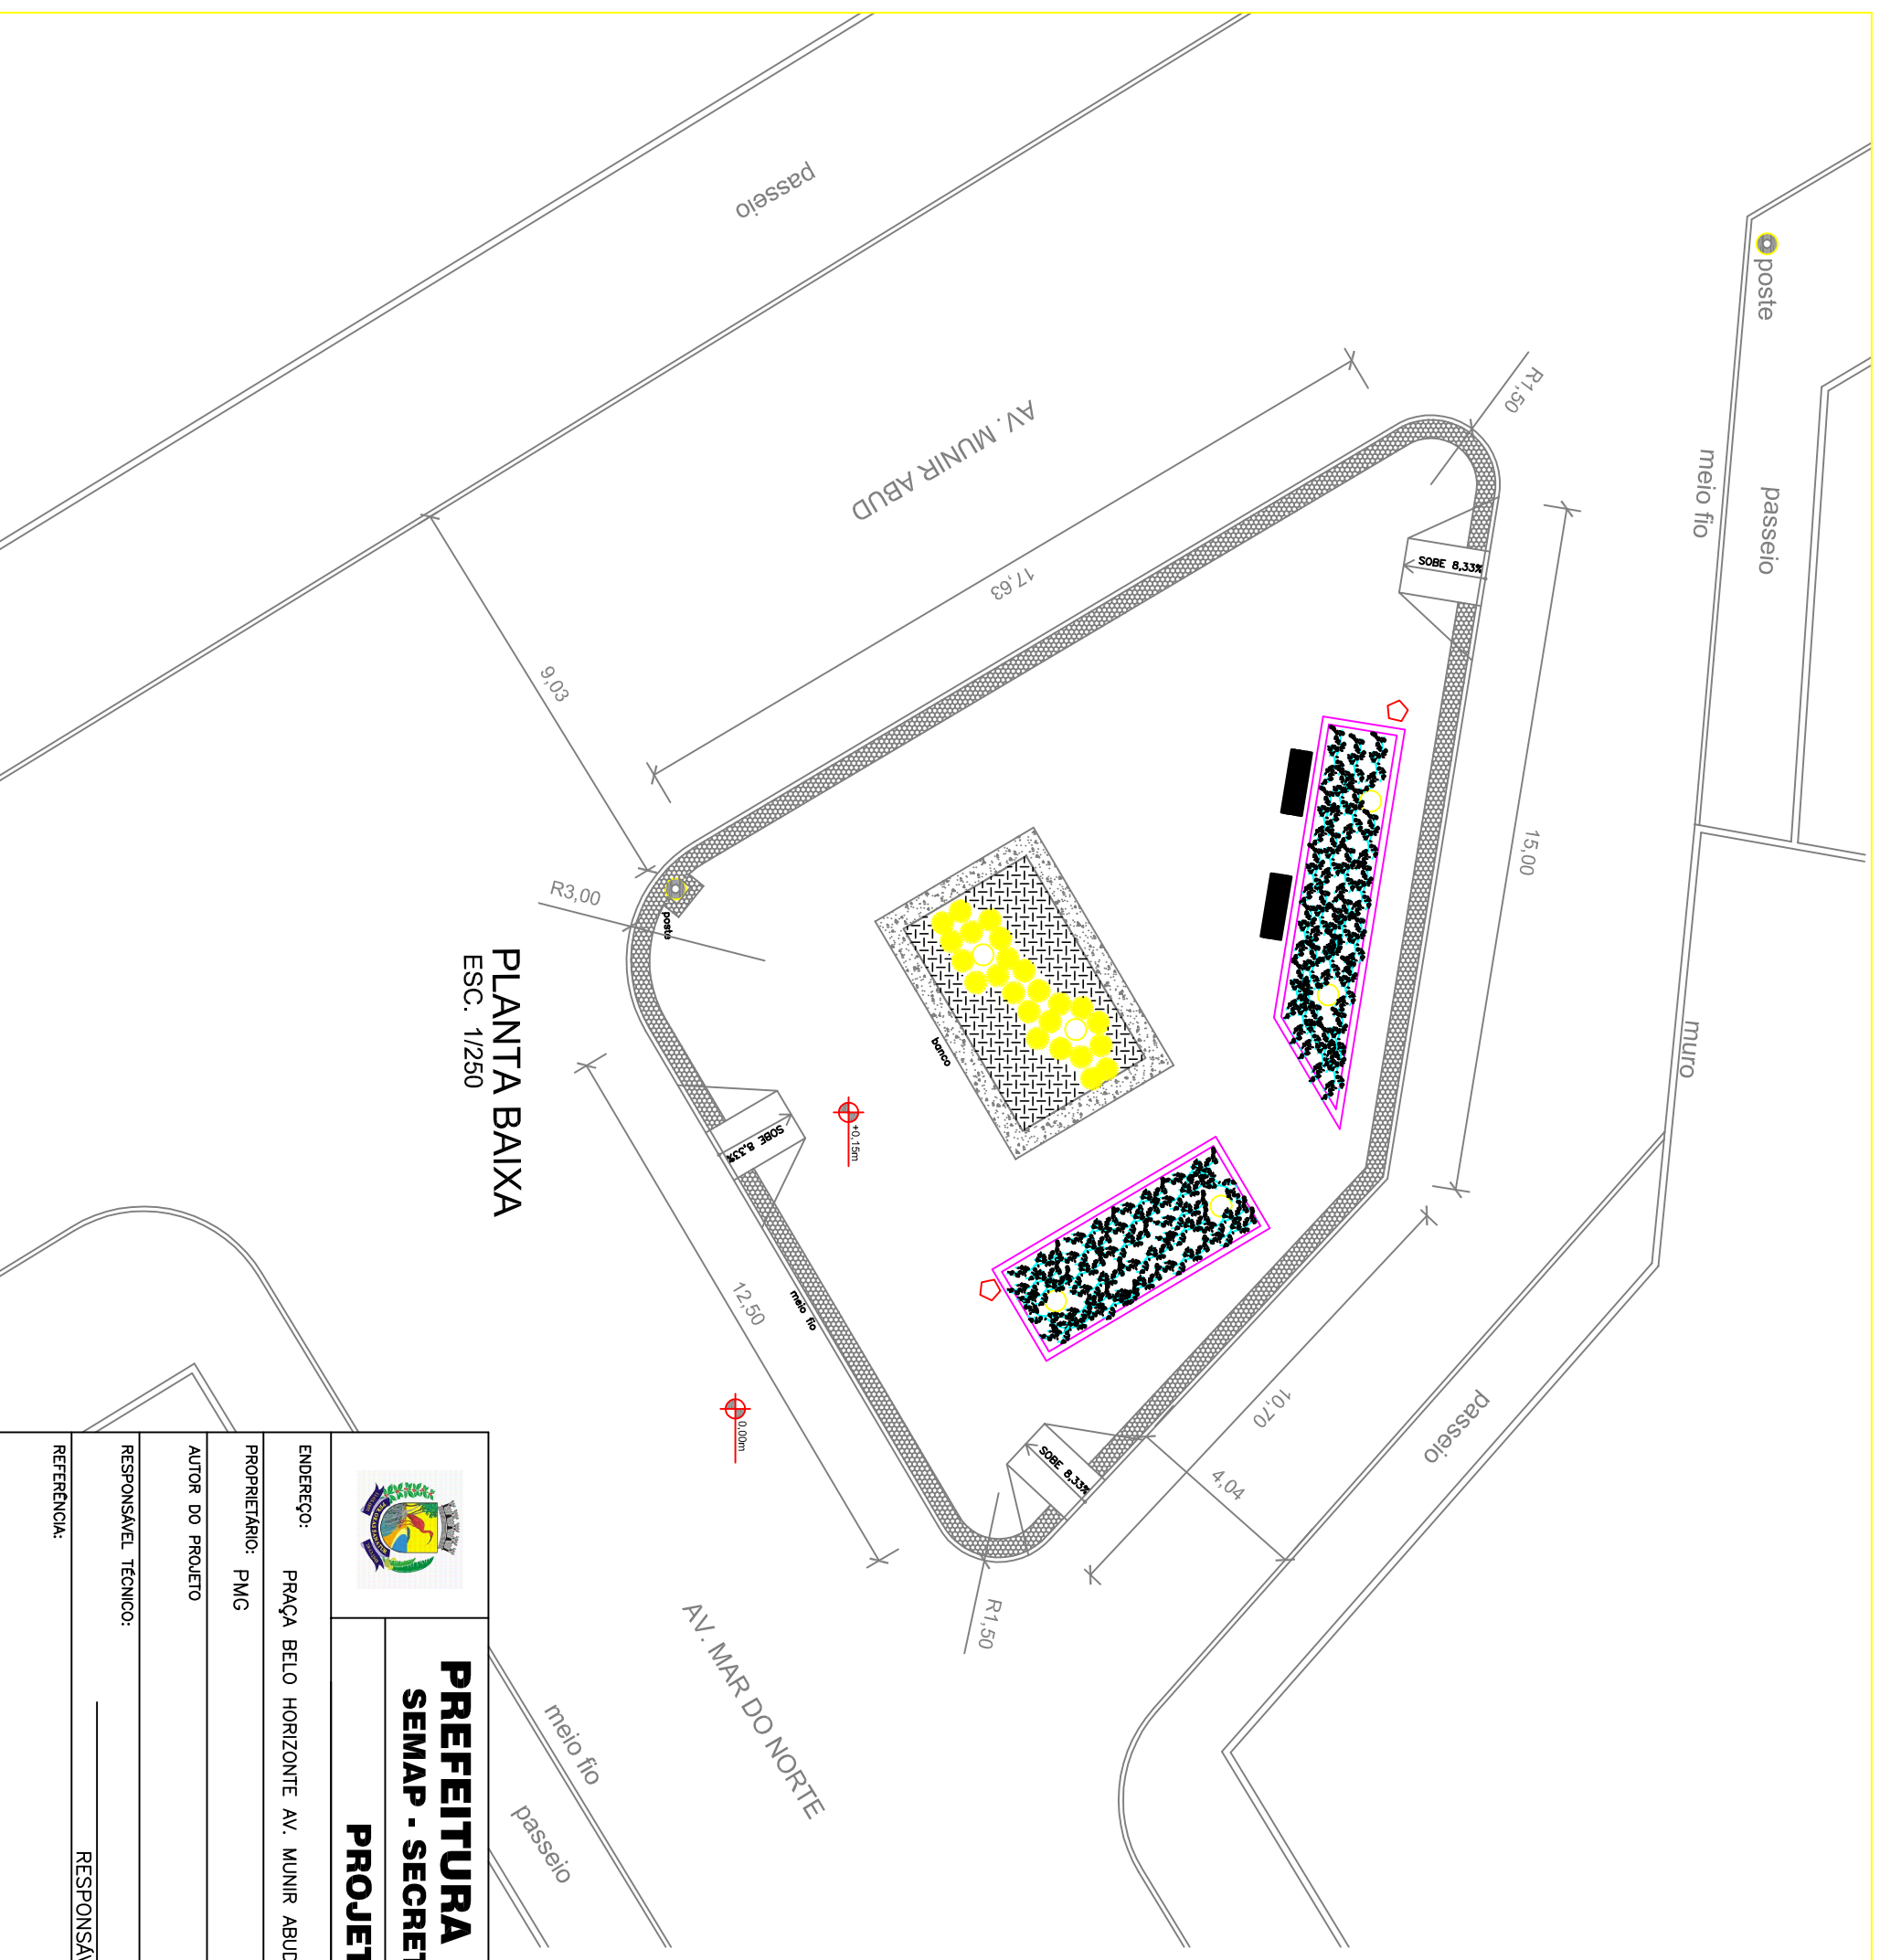 passeio
AV. MUNIR ABUD
poste
meio fio
passeio
R1,50
17,63
9,03
SOBE 8,33%
15,00
R3,00
poste
banco
muro
PLANTA BAIXA
ESC. 1/250
+0,15m
SOBE 8,33%
12,50
meio fio
0,00m
SOBE 8,33%
10,70
4,04
passeio
R1,50
AV. MAR DO NORTE
meio fio
passeio
PREFEITURA
SEMAP - SECRET
PROJET
ENDEREÇO:
PRAÇA BELO HORIZONTE AV. MUNIR ABUD
PROPRIETÁRIO: PMG
AUTOR DO PROJETO
RESPONSÁVEL TÉCNICO:
RESPONSÁV
REFERÊNCIA: